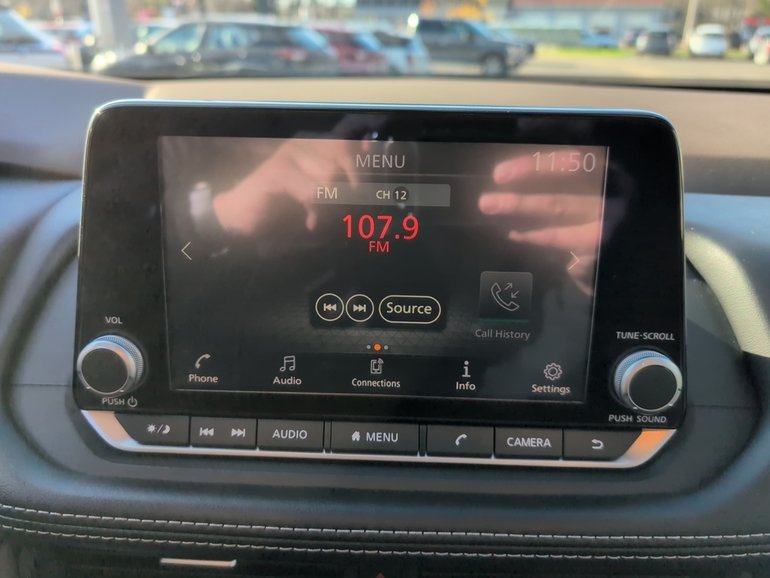 MENU 11:50
FM CH 12
107.9
FM
Source
Call History
VOL
TUNE-SCROLL
Phone Audio Connections Info Settings
PUSH
PUSH SOUND
AUDIO MENU CAMERA